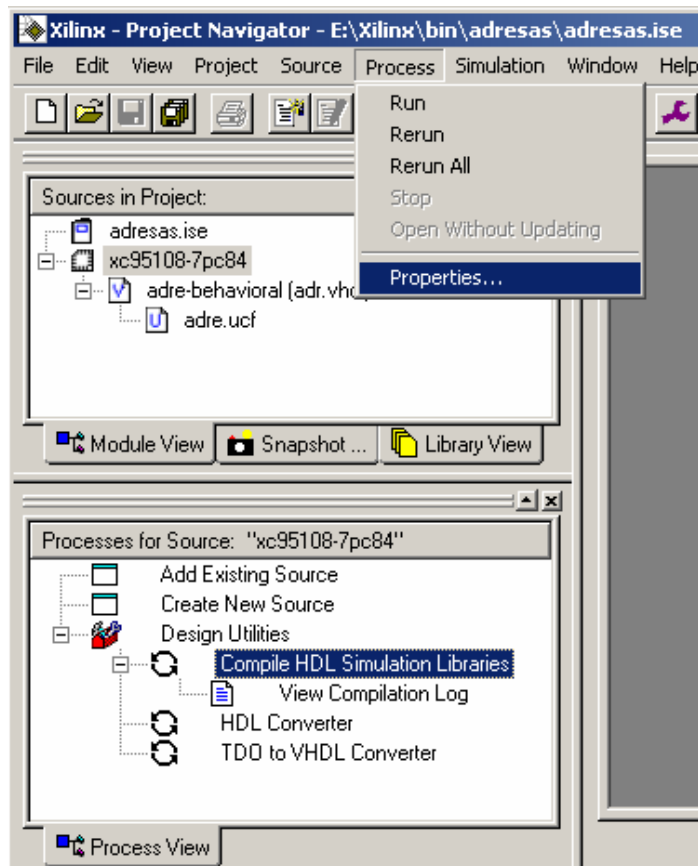 Xilinx - Project Navigator - E:\Xilinx\bin\adresas\adresas.ise
File Edit View Project Source Process Simulation Window Help
Run
Rerun
Rerun All
Stop
Open Without Updating
Properties...
Sources in Project:
adresas.ise
xc95108-7pc84
adre-behavioral (adr.vhd
adre.ucf
Module View Snapshot ... Library View
Processes for Source: "xc95108-7pc84"
Add Existing Source
Create New Source
Design Utilities
Compile HDL Simulation Libraries
View Compilation Log
HDL Converter
TDO to VHDL Converter
Process View